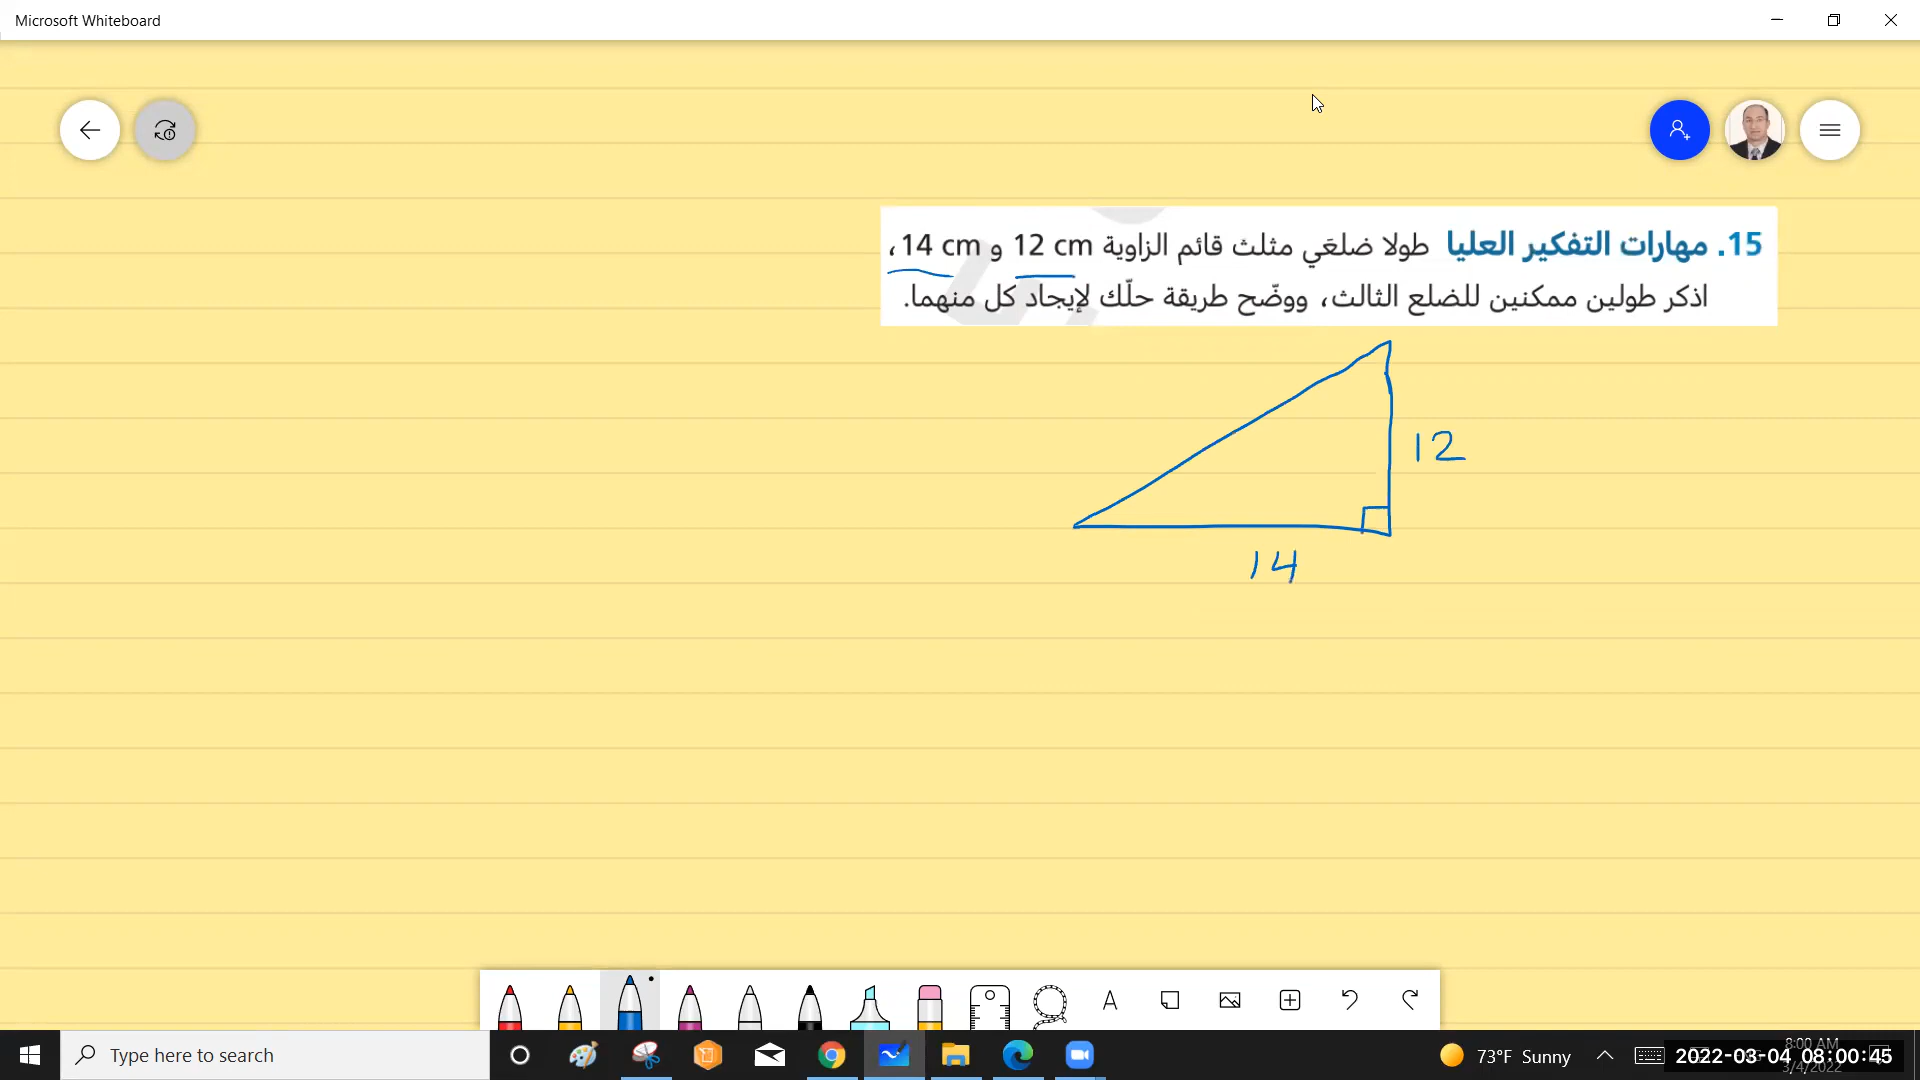 Microsoft Whiteboard
15. مهارات التفكير العليا طولا ضلعَي مثلث قائم الزاوية 12 cm و 14 cm،
اذكر طولين ممكنين للضلع الثالث، ووضّح طريقة حلّك لإيجاد كل منهما.
12
14
A
Type here to search
73°F Sunny
8:00 AM
3/4/2022
2022-03-04 08:00:45